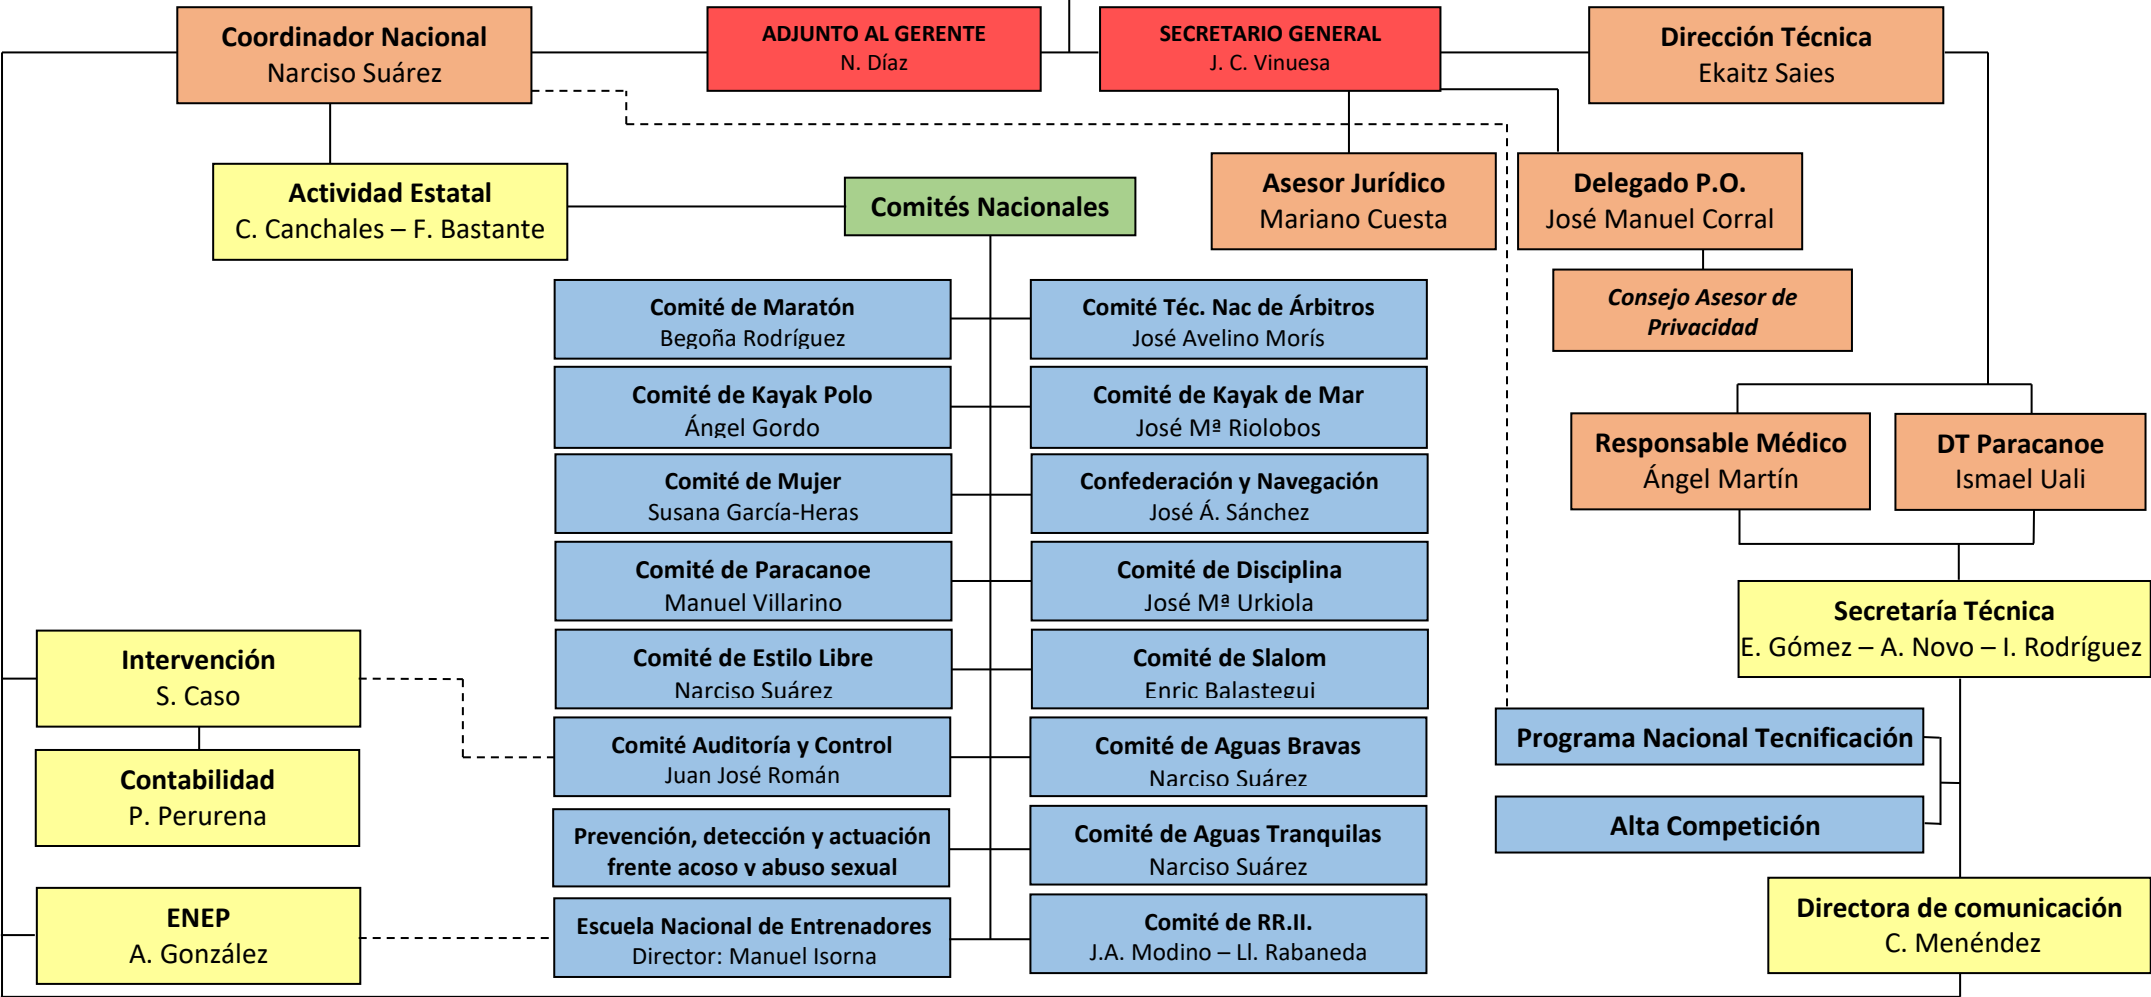 Coordinador Nacional
Narciso Suárez
ADJUNTO AL GERENTE
N. Díaz
SECRETARIO GENERAL
J. C. Vinuesa
Dirección Técnica
Ekaitz Saies
Actividad Estatal
C. Canchales – F. Bastante
Comités Nacionales
Asesor Jurídico
Mariano Cuesta
Delegado P.O.
José Manuel Corral
Consejo Asesor de
Privacidad
Comité de Maratón
Begoña Rodríguez
Comité Téc. Nac de Árbitros
José Avelino Morís
Comité de Kayak Polo
Ángel Gordo
Comité de Kayak de Mar
José Mª Riolobos
Responsable Médico
Ángel Martín
DT Paracanoe
Ismael Uali
Comité de Mujer
Susana García-Heras
Confederación y Navegación
José Á. Sánchez
Comité de Paracanoe
Manuel Villarino
Comité de Disciplina
José Mª Urkiola
Secretaría Técnica
E. Gómez – A. Novo – I. Rodríguez
Intervención
S. Caso
Comité de Estilo Libre
Narciso Suárez
Comité de Slalom
Enric Balastegui
Contabilidad
P. Perurena
Comité Auditoría y Control
Juan José Román
Comité de Aguas Bravas
Narciso Suárez
Programa Nacional Tecnificación
Alta Competición
Prevención, detección y actuación
frente acoso y abuso sexual
Comité de Aguas Tranquilas
Narciso Suárez
ENEP
A. González
Escuela Nacional de Entrenadores
Director: Manuel Isorna
Comité de RR.II.
J.A. Modino – Ll. Rabaneda
Directora de comunicación
C. Menéndez